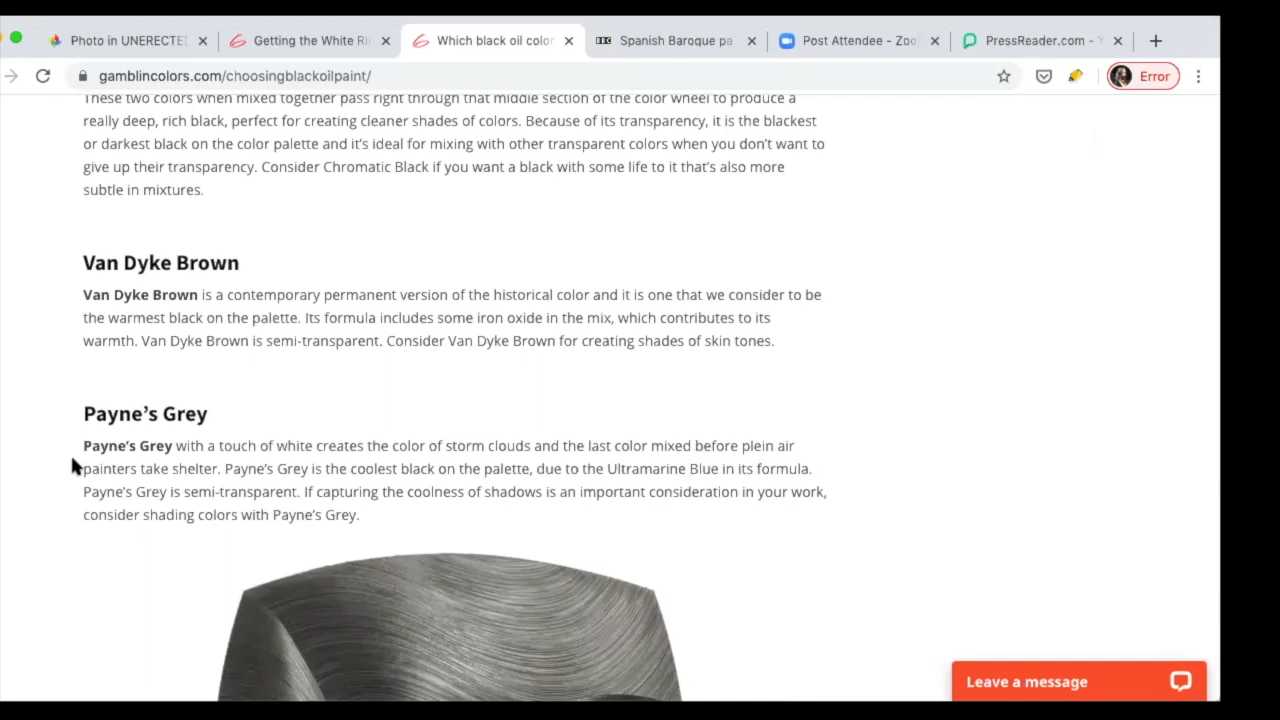 Photo in UNERECTED
Getting the White Ri
Which black oil color
Spanish Baroque pa
Post Attendee - Zoo
PressReader.com - Y
gamblincolors.com/choosingblackoilpaint/
Error
These two colors when mixed together pass right through that middle section of the color wheel to produce a
really deep, rich black, perfect for creating cleaner shades of colors. Because of its transparency, it is the blackest
or darkest black on the color palette and it's ideal for mixing with other transparent colors when you don't want to
give up their transparency. Consider Chromatic Black if you want a black with some life to it that's also more
subtle in mixtures.
Van Dyke Brown
Van Dyke Brown is a contemporary permanent version of the historical color and it is one that we consider to be
the warmest black on the palette. Its formula includes some iron oxide in the mix, which contributes to its
warmth. Van Dyke Brown is semi-transparent. Consider Van Dyke Brown for creating shades of skin tones.
Payne's Grey
Payne's Grey with a touch of white creates the color of storm clouds and the last color mixed before plein air
painters take shelter. Payne's Grey is the coolest black on the palette, due to the Ultramarine Blue in its formula.
Payne's Grey is semi-transparent. If capturing the coolness of shadows is an important consideration in your work,
consider shading colors with Payne's Grey.
Leave a message